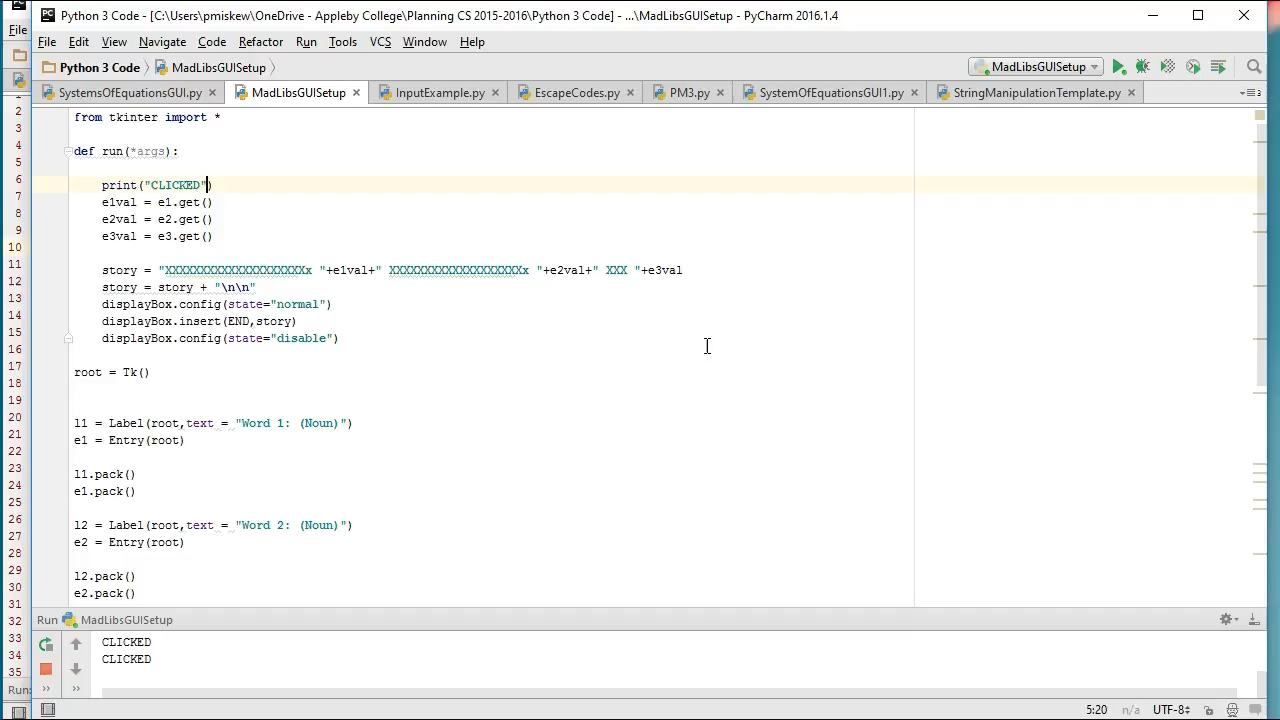 Python 3 Code - [C:\Users\pmiskew\OneDrive - Appleby College\Planning CS 2015-2016\Python 3 Code] - ...\MadLibsGUISetup - PyCharm 2016.1.4
File
File Edit View Navigate Code Refactor Run Tools VCS Window Help
Python 3 Code MadLibsGUISetup MadLibsGUISetup
SystemsOfEquationsGUI.py MadLibsGUISetup InputExample.py EscapeCodes.py PM3.py SystemOfEquationsGUI1.py StringManipulationTemplate.py
from tkinter import *
def run(*args):
print("CLICKED")
e1val = e1.get()
e2val = e2.get()
e3val = e3.get()
story = "XXXXXXXXXXXXXXXXXXXXx "+e1val+" XXXXXXXXXXXXXXXXXXXx "+e2val+" XXX "+e3val
story = story + "\n\n"
displayBox.config(state="normal")
displayBox.insert(END,story)
displayBox.config(state="disable")
root = Tk()
l1 = Label(root,text = "Word 1: (Noun)")
e1 = Entry(root)
l1.pack()
e1.pack()
l2 = Label(root,text = "Word 2: (Noun)")
e2 = Entry(root)
l2.pack()
e2.pack()
2
3
4
5
6
7
8
9
10
11
12
13
14
15
16
17
18
19
20
21
22
23
24
25
26
27
28
29
30
31
32
33
34
35
Run:
Run MadLibsGUISetup
CLICKED
CLICKED
5:20 n/a UTF-8